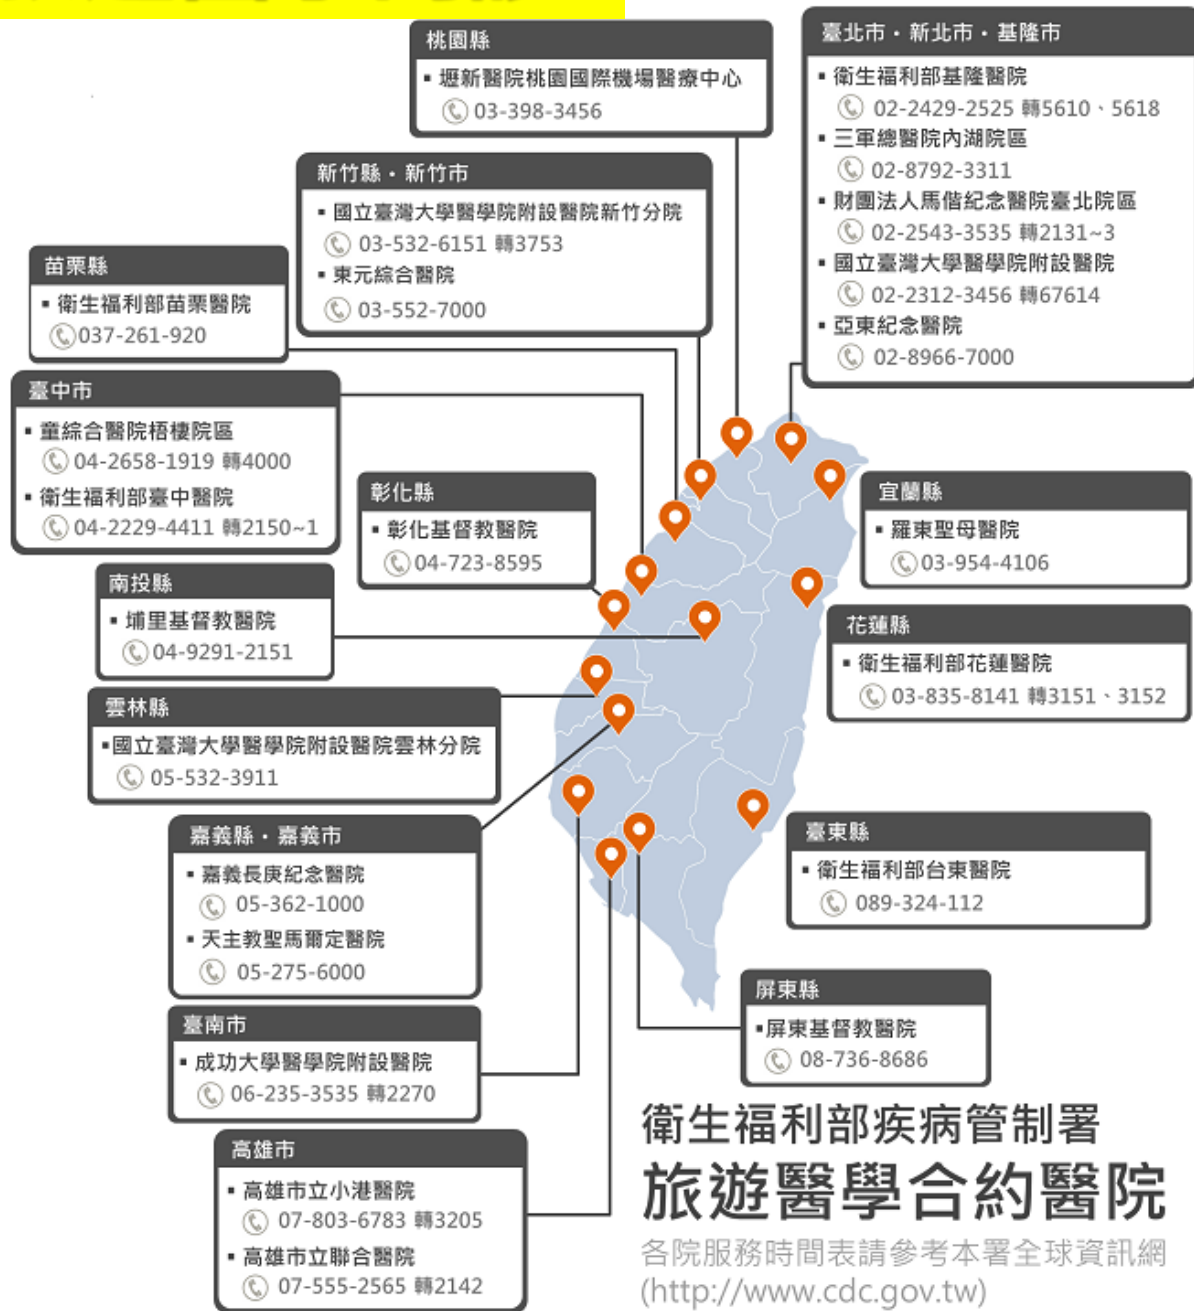 桃園縣
▪ 壢新醫院桃園國際機場醫療中心
03-398-3456
臺北市・新北市・基隆市
▪ 衛生福利部基隆醫院
02-2429-2525 轉5610、5618
▪ 三軍總醫院內湖院區
02-8792-3311
▪ 財團法人馬偕紀念醫院臺北院區
02-2543-3535 轉2131~3
▪ 國立臺灣大學醫學院附設醫院
02-2312-3456 轉67614
▪ 亞東紀念醫院
02-8966-7000
新竹縣・新竹市
▪ 國立臺灣大學醫學院附設醫院新竹分院
03-532-6151 轉3753
▪ 東元綜合醫院
03-552-7000
苗栗縣
▪ 衛生福利部苗栗醫院
037-261-920
臺中市
▪ 童綜合醫院梧棲院區
04-2658-1919 轉4000
▪ 衛生福利部臺中醫院
04-2229-4411 轉2150~1
彰化縣
▪ 彰化基督教醫院
04-723-8595
宜蘭縣
▪ 羅東聖母醫院
03-954-4106
南投縣
▪ 埔里基督教醫院
04-9291-2151
花蓮縣
▪ 衛生福利部花蓮醫院
03-835-8141 轉3151、3152
雲林縣
▪國立臺灣大學醫學院附設醫院雲林分院
05-532-3911
嘉義縣・嘉義市
▪ 嘉義長庚紀念醫院
05-362-1000
▪ 天主教聖馬爾定醫院
05-275-6000
臺東縣
▪ 衛生福利部台東醫院
089-324-112
屏東縣
▪屏東基督教醫院
08-736-8686
臺南市
▪ 成功大學醫學院附設醫院
06-235-3535 轉2270
高雄市
▪ 高雄市立小港醫院
07-803-6783 轉3205
▪ 高雄市立聯合醫院
07-555-2565 轉2142
衛生福利部疾病管制署
旅遊醫學合約醫院
各院服務時間表請參考本署全球資訊網
(http://www.cdc.gov.tw)